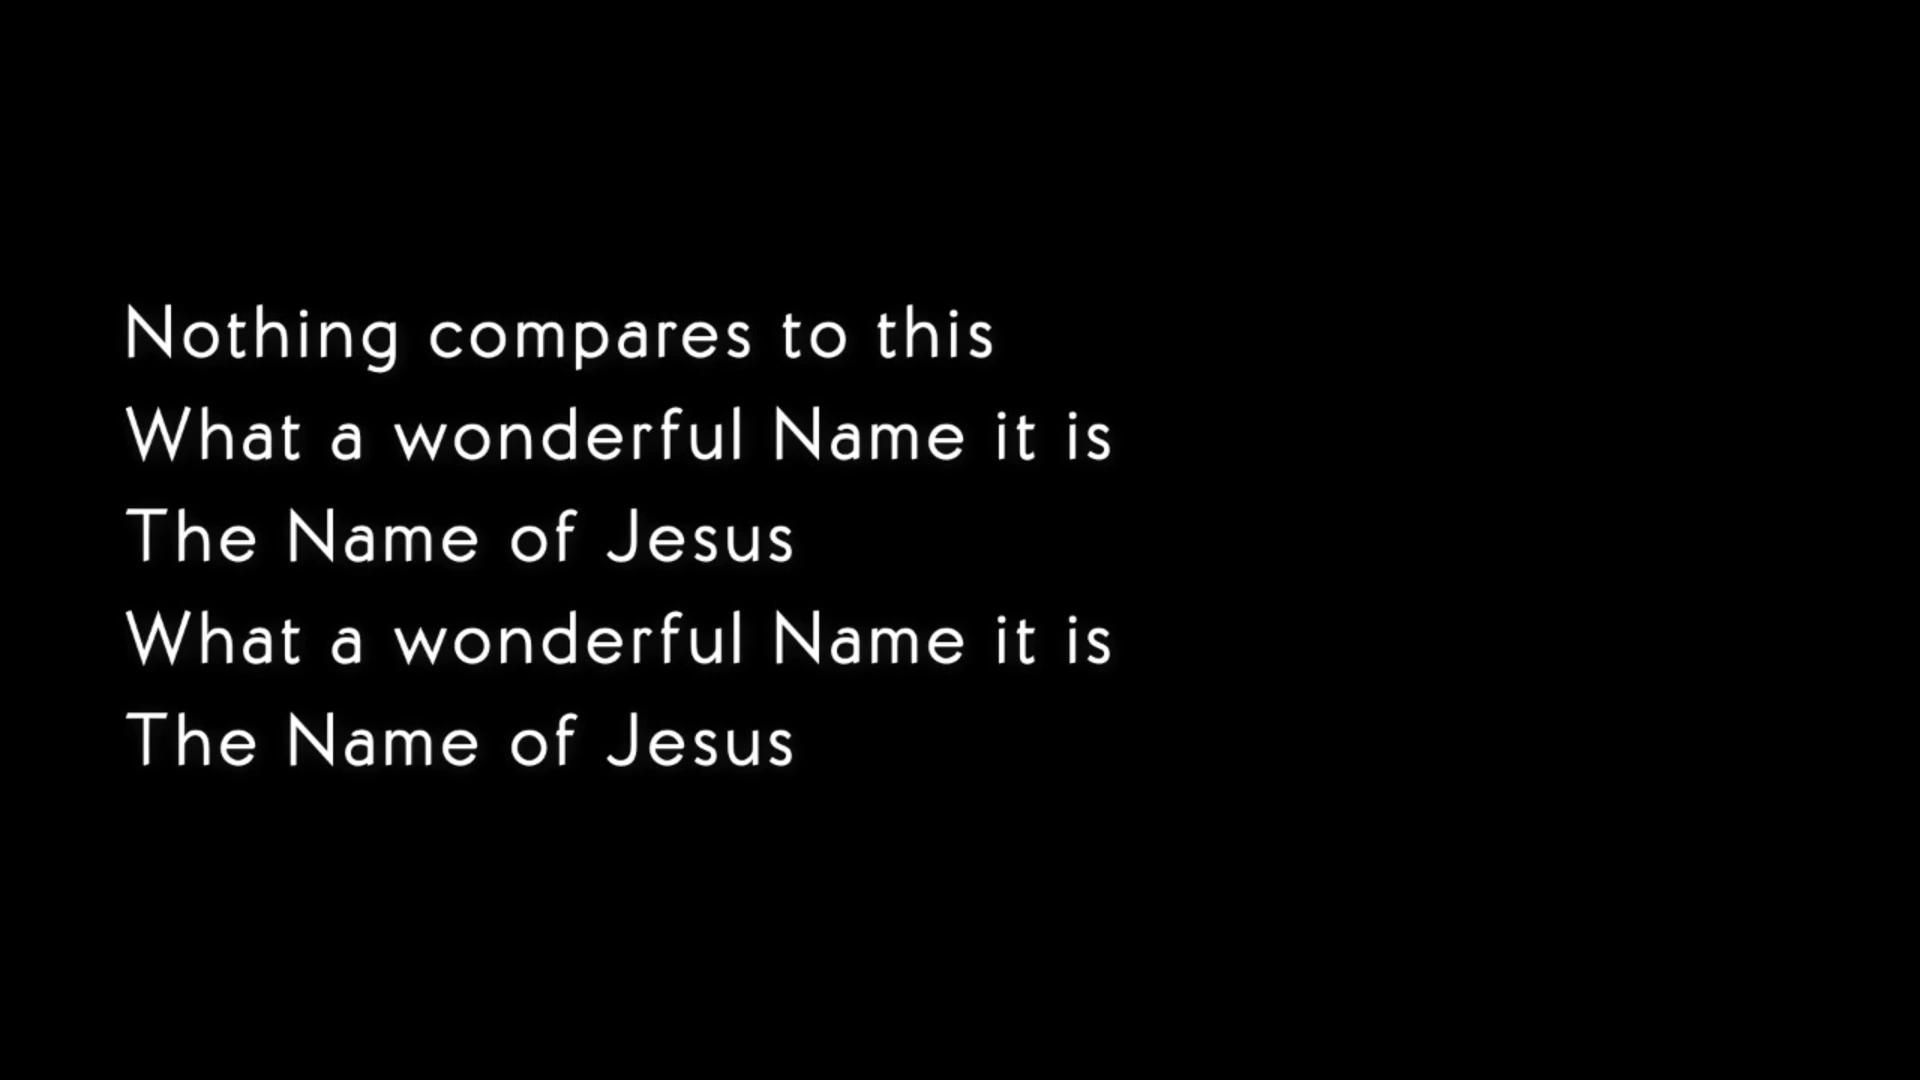 Nothing compares to this
What a wonderful Name it is
The Name of Jesus
What a wonderful Name it is
The Name of Jesus